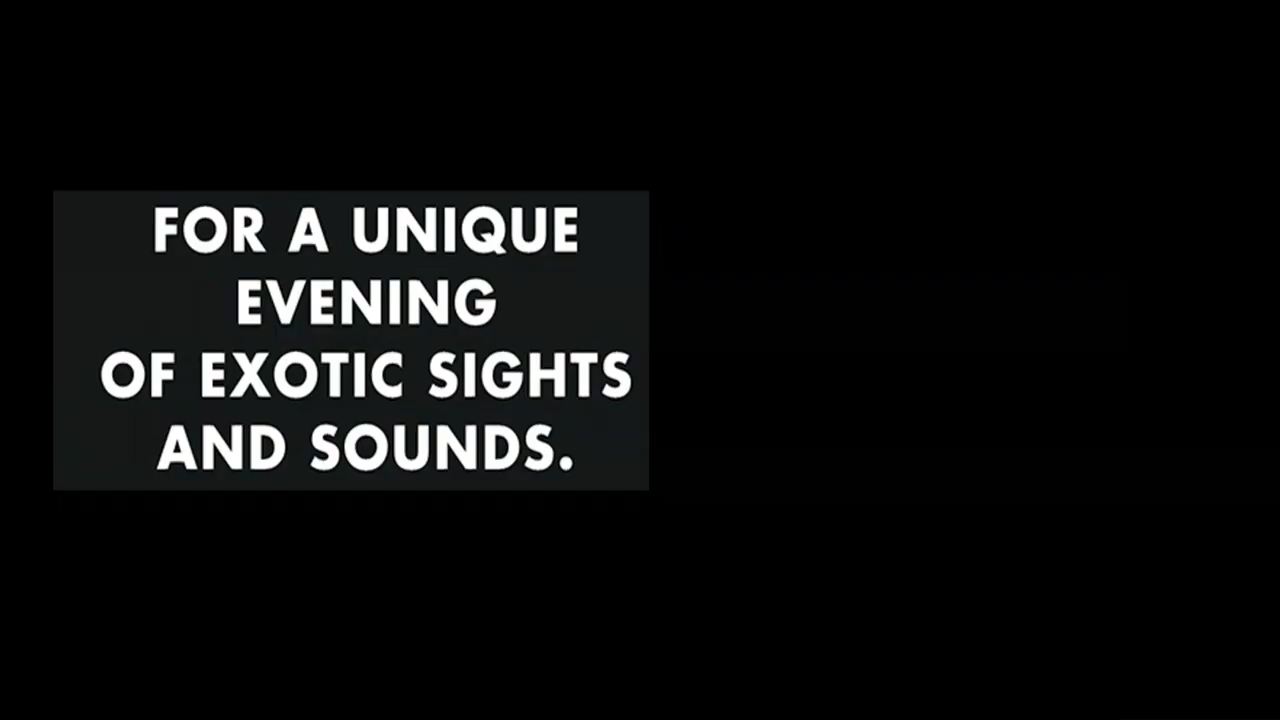 FOR A UNIQUE
EVENING
OF EXOTIC SIGHTS
AND SOUNDS.